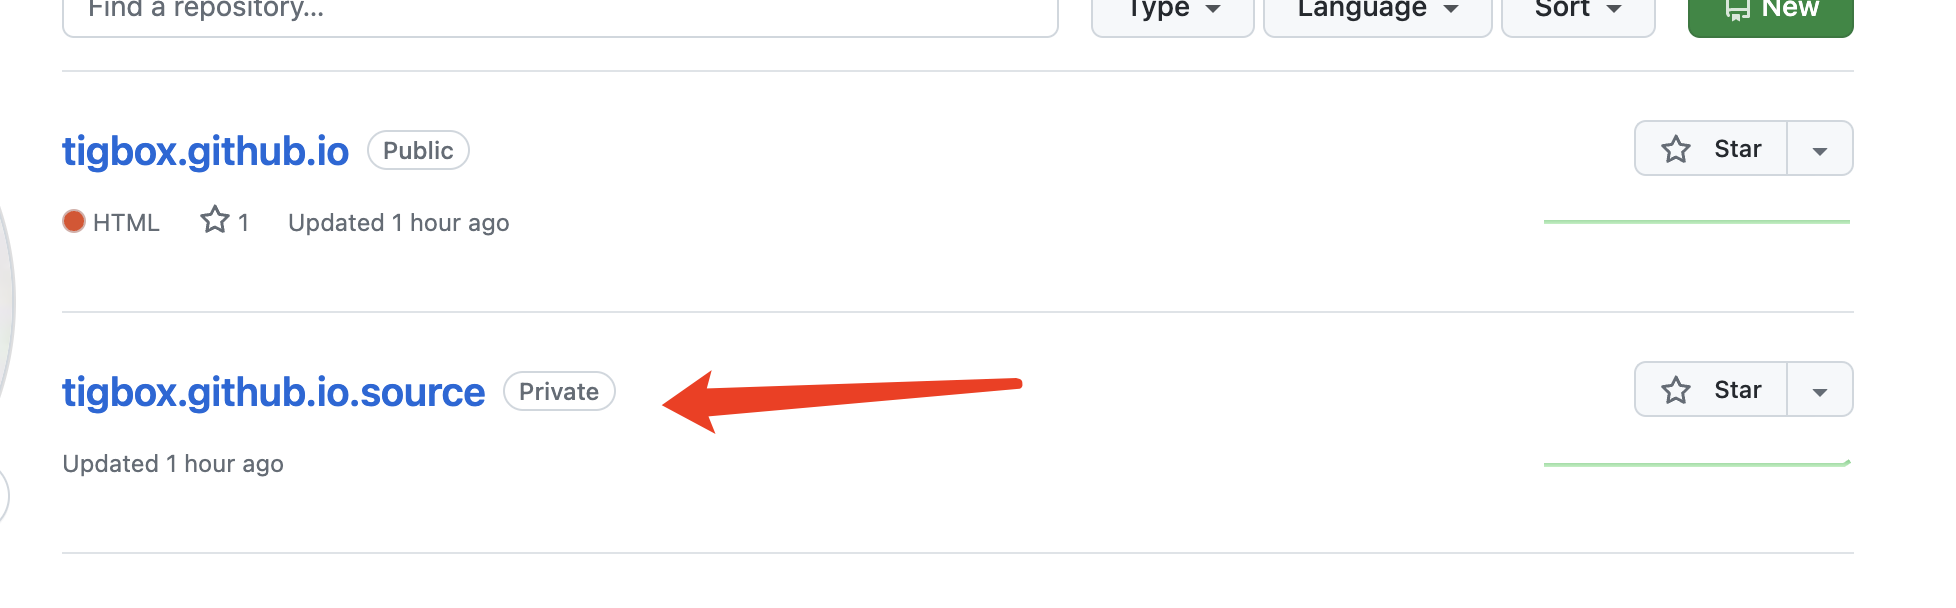 Find a repository...
Type
Language
Sort
New
tigbox.github.io Public
Star
HTML 1 Updated 1 hour ago
tigbox.github.io.source Private
Star
Updated 1 hour ago